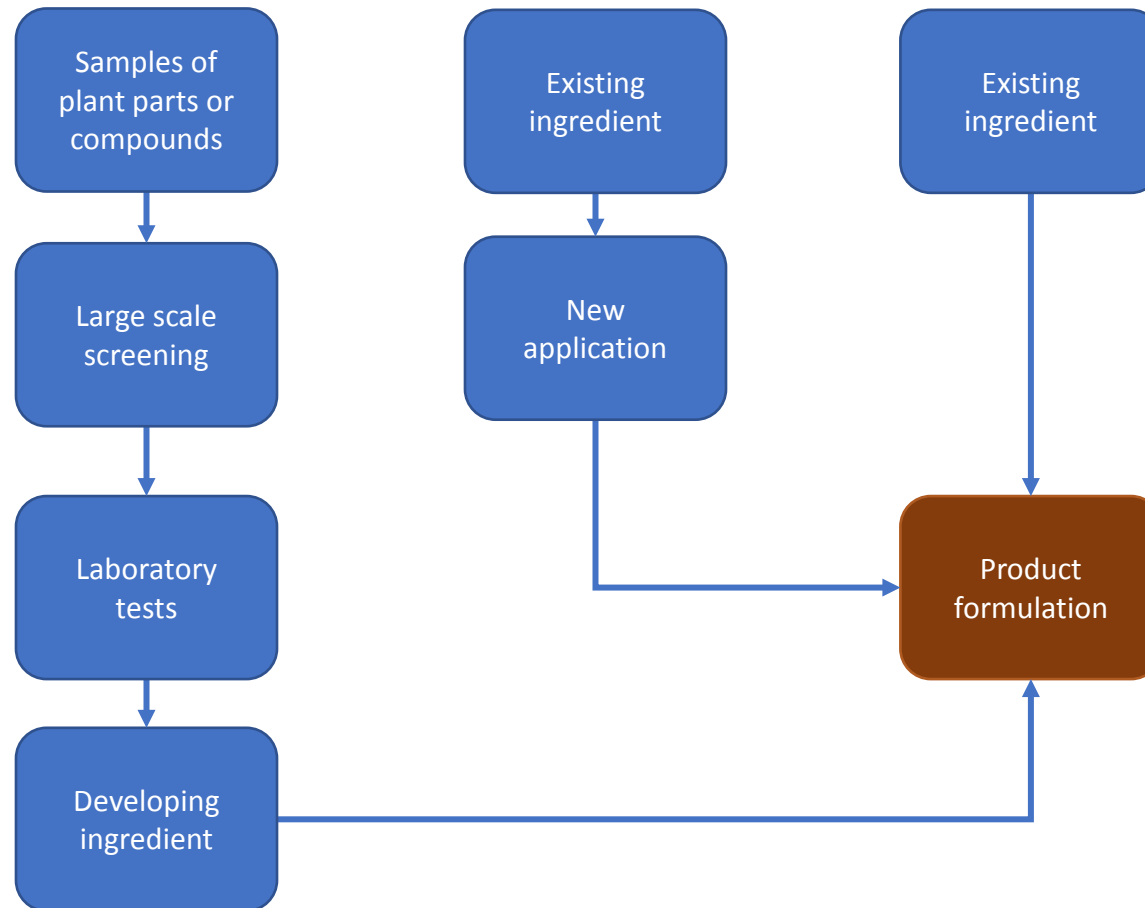 Samples of
plant parts or
compounds
Large scale
screening
Laboratory
tests
Developing
ingredient
Existing
ingredient
New
application
Existing
ingredient
Product
formulation